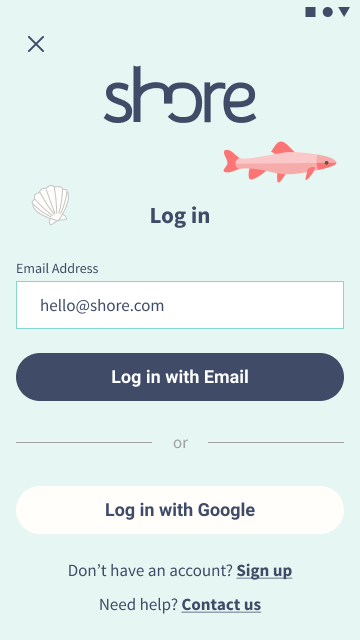 shore
Log in
Email Address
hello@shore.com
Log in with Email
or
Log in with Google
Don’t have an account? Sign up
Need help? Contact us